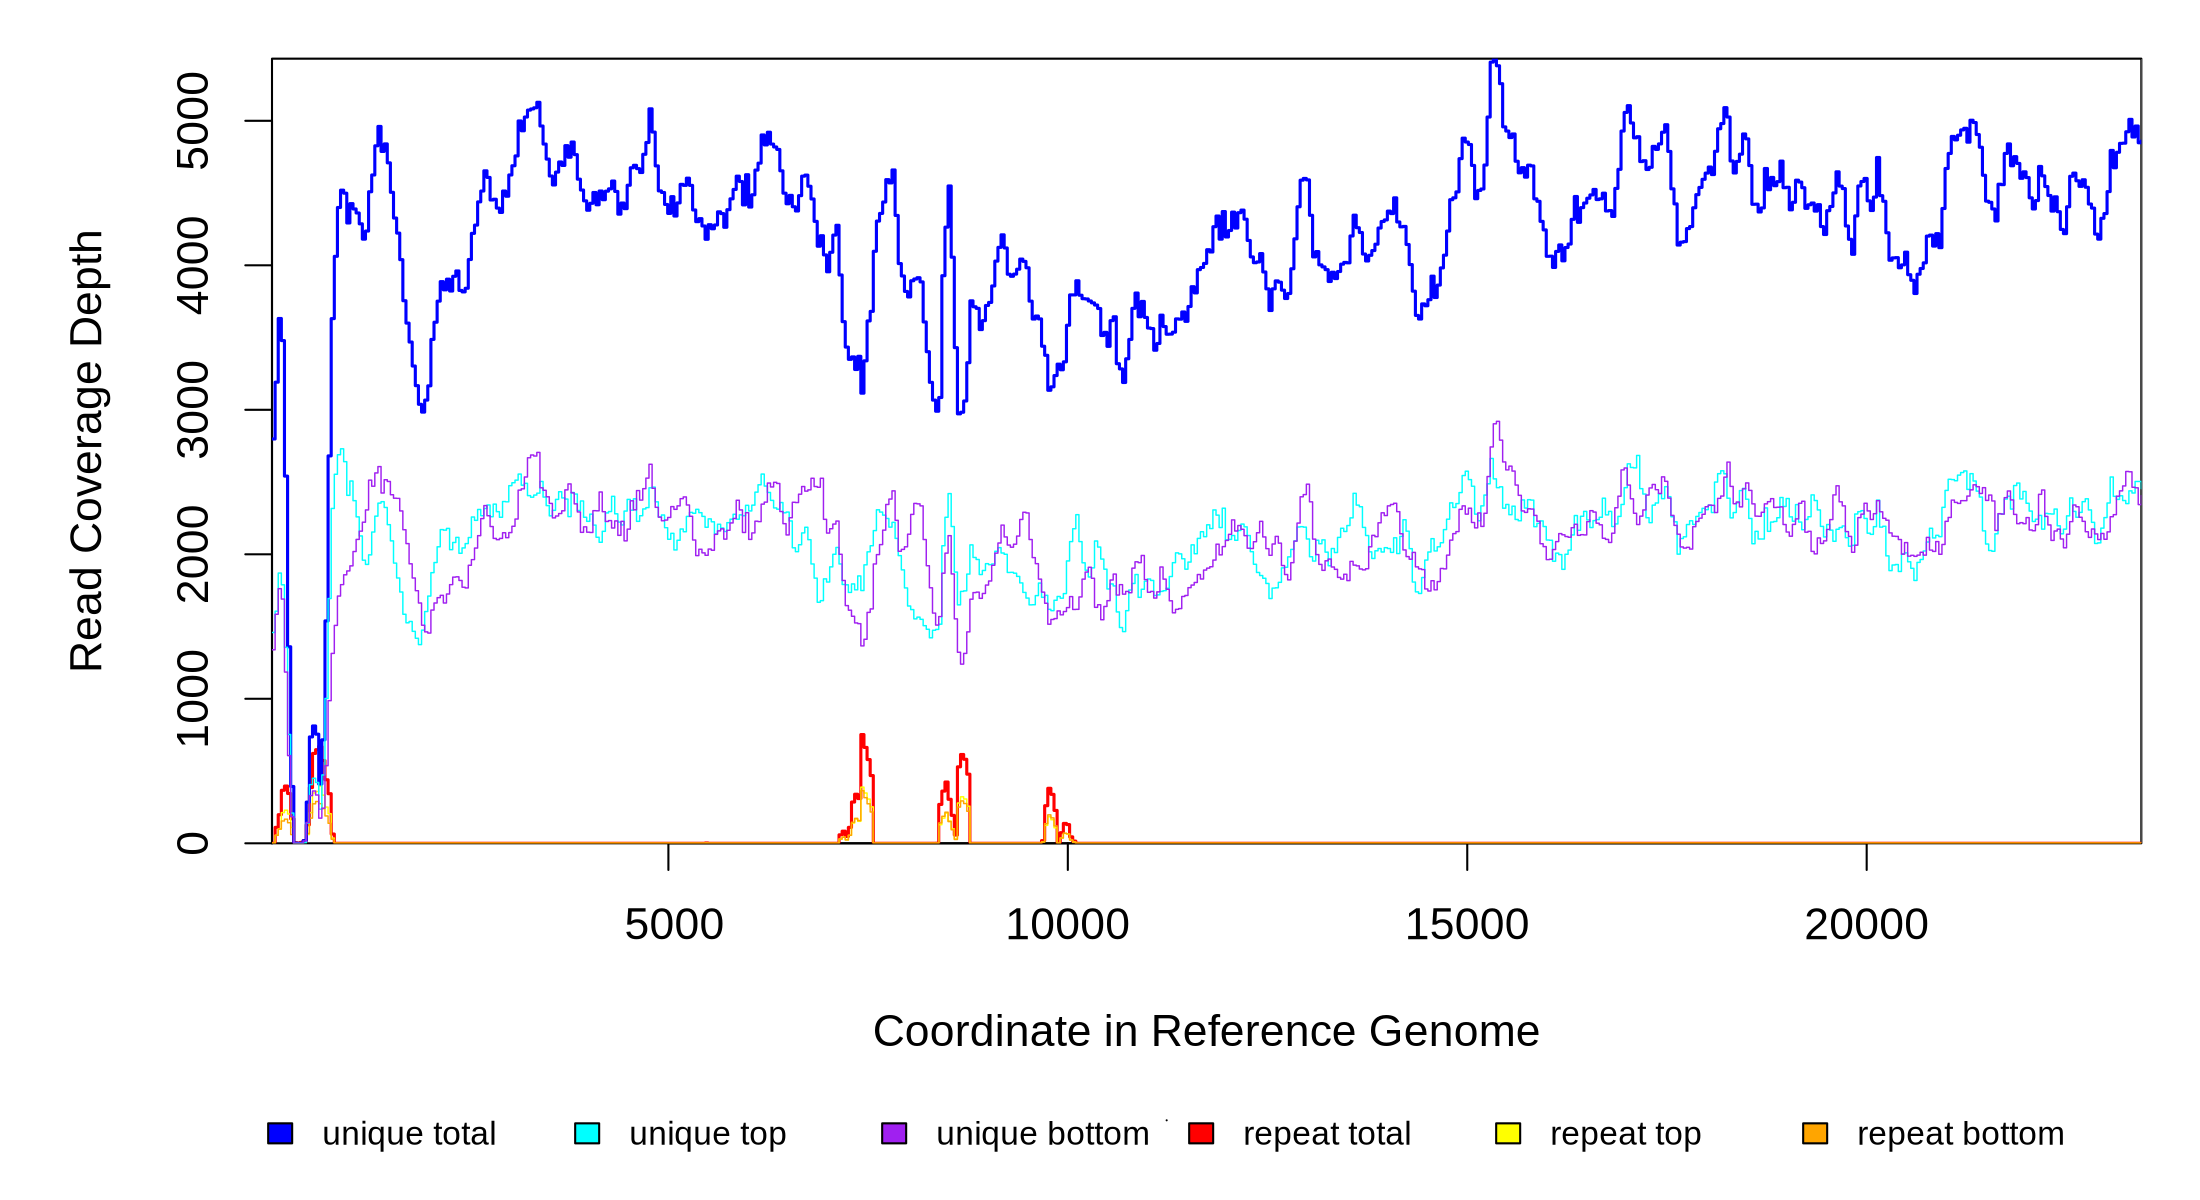 5000
4000
3000
2000
1000
0
Read Coverage Depth
5000 10000 15000 20000
Coordinate in Reference Genome
unique total unique top unique bottom repeat total repeat top repeat bottom